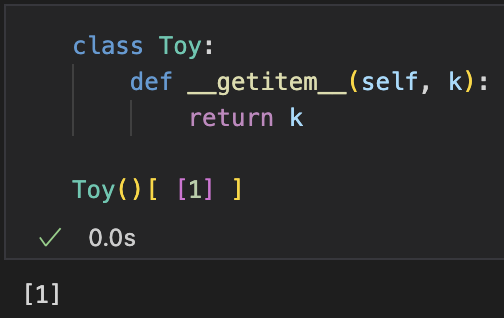 class Toy:
    def __getitem__(self, k):
        return k
Toy()[ [1] ]
✓ 0.0s
[1]